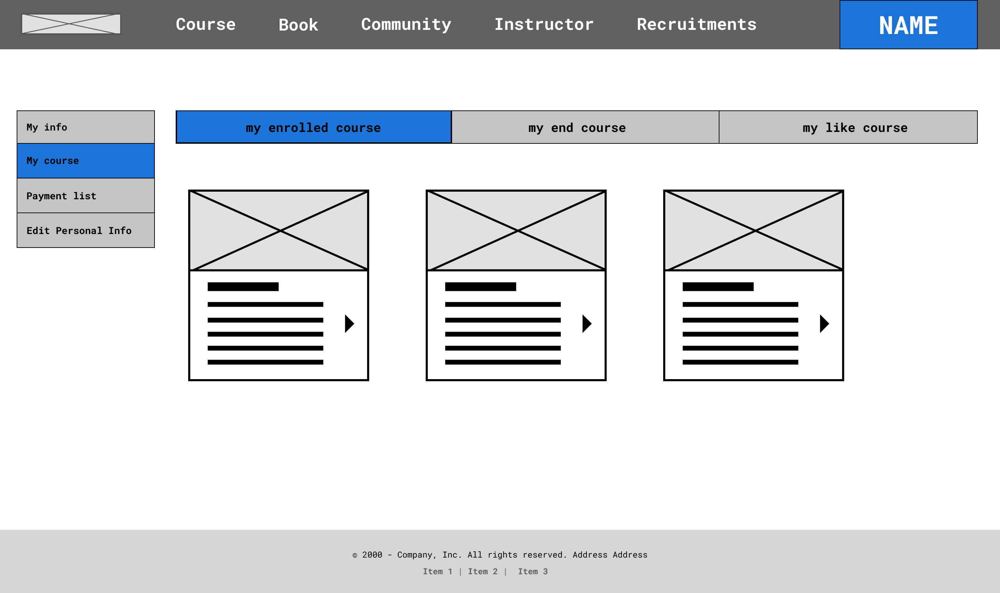 Course Book Community Instructor Recruitments NAME
My info
My course
Payment list
Edit Personal Info
my enrolled course my end course my like course
© 2000 - Company, Inc. All rights reserved. Address Address
Item 1 | Item 2 | Item 3